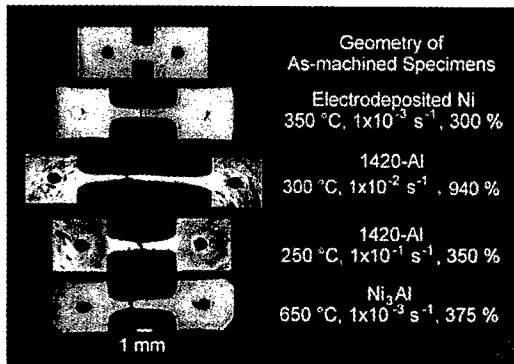 Geometry of
As-machined Specimens
Electrodeposited Ni
350 °C, 1x10⁻³ s⁻¹, 300 %
1420-Al
300 °C, 1x10⁻² s⁻¹, 940 %
1420-Al
250 °C, 1x10⁻¹ s⁻¹, 350 %
Ni₃Al
650 °C, 1x10⁻³ s⁻¹, 375 %
1 mm